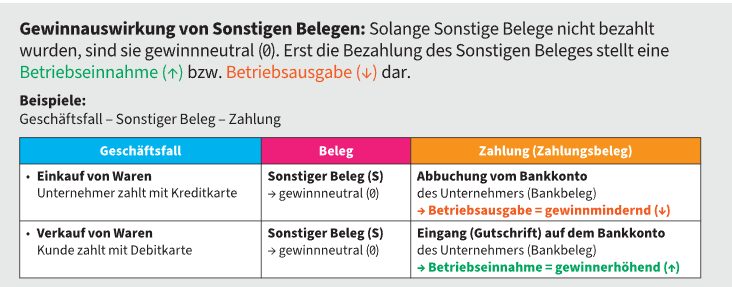 Gewinnauswirkung von Sonstigen Belegen: Solange Sonstige Belege nicht bezahlt
wurden, sind sie gewinnneutral (0). Erst die Bezahlung des Sonstigen Beleges stellt eine
Betriebseinnahme (↑) bzw. Betriebsausgabe (↓) dar.
Beispiele:
Geschäftsfall – Sonstiger Beleg – Zahlung
Geschäftsfall Beleg Zahlung (Zahlungsbeleg)
• Einkauf von Waren Sonstiger Beleg (S) Abbuchung vom Bankkonto
Unternehmer zahlt mit Kreditkarte → gewinnneutral (0) des Unternehmers (Bankbeleg)
→ Betriebsausgabe = gewinnmindernd (↓)
• Verkauf von Waren Sonstiger Beleg (S) Eingang (Gutschrift) auf dem Bankkonto
Kunde zahlt mit Debitkarte → gewinnneutral (0) des Unternehmers (Bankbeleg)
→ Betriebseinnahme = gewinnerhöhend (↑)